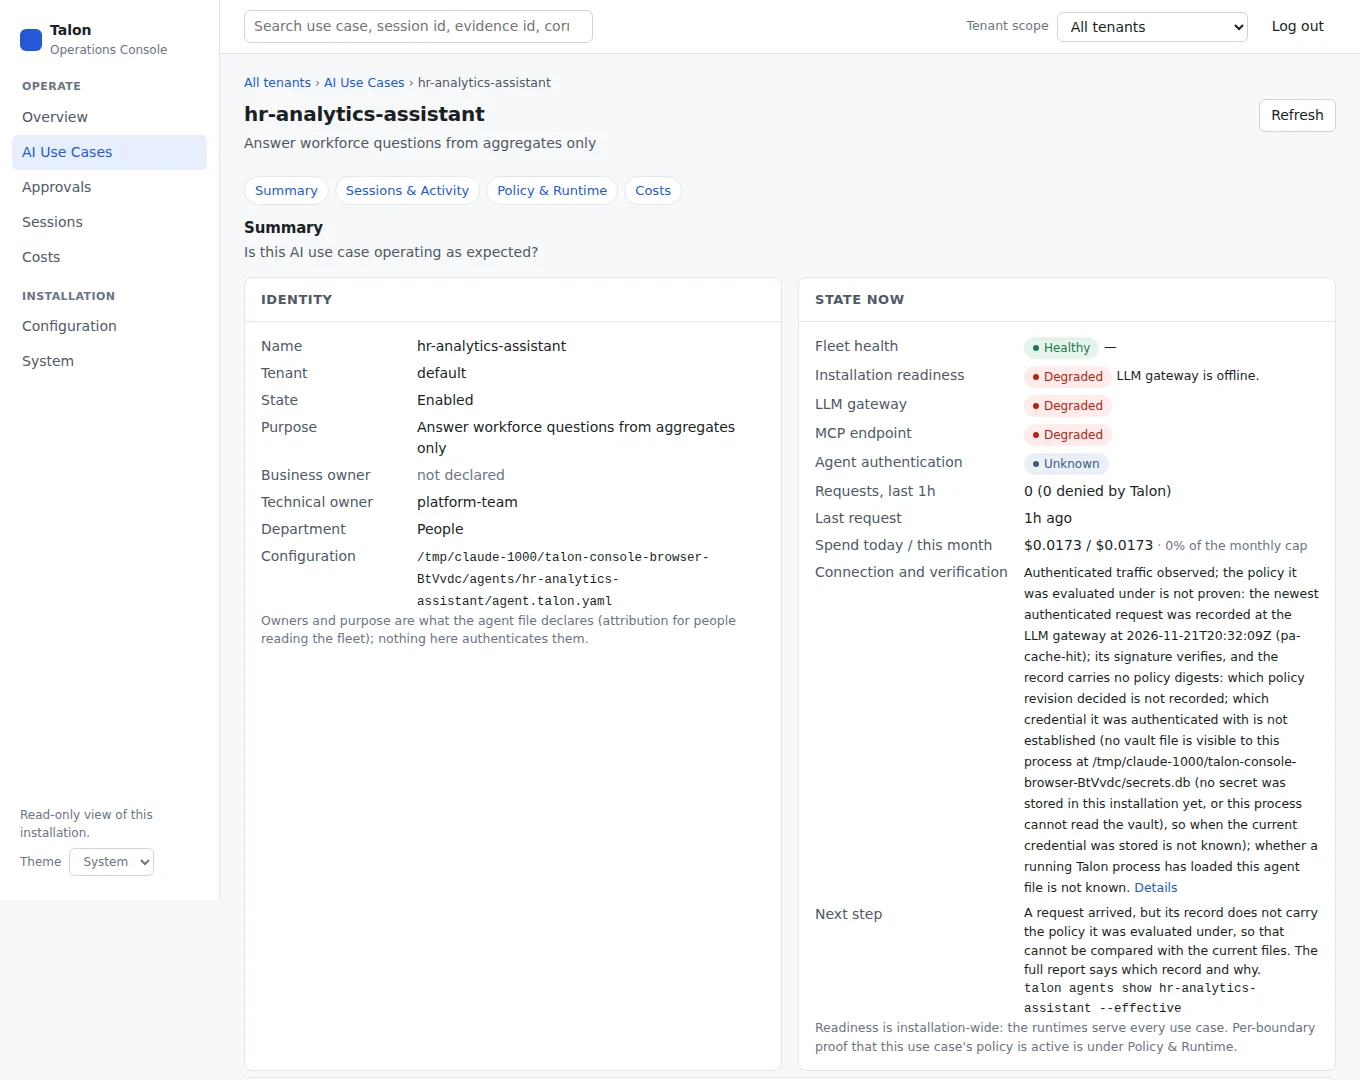 Talon
Operations Console
OPERATE
Overview
AI Use Cases
Approvals
Sessions
Costs
INSTALLATION
Configuration
System
Read-only view of this
installation.
Theme System
Search use case, session id, evidence id, corr
Tenant scope All tenants Log out
All tenants › AI Use Cases › hr-analytics-assistant
hr-analytics-assistant
Refresh
Answer workforce questions from aggregates only
Summary Sessions & Activity Policy & Runtime Costs
Summary
Is this AI use case operating as expected?
IDENTITY
Name hr-analytics-assistant
Tenant default
State Enabled
Purpose Answer workforce questions from aggregates
only
Business owner not declared
Technical owner platform-team
Department People
Configuration /tmp/claude-1000/talon-console-browser-
BtVvdc/agents/hr-analytics-
assistant/agent.talon.yaml
Owners and purpose are what the agent file declares (attribution for people
reading the fleet); nothing here authenticates them.
STATE NOW
Fleet health Healthy —
Installation readiness Degraded LLM gateway is offline.
LLM gateway Degraded
MCP endpoint Degraded
Agent authentication Unknown
Requests, last 1h 0 (0 denied by Talon)
Last request 1h ago
Spend today / this month $0.0173 / $0.0173 · 0% of the monthly cap
Connection and verification Authenticated traffic observed; the policy it
was evaluated under is not proven: the newest
authenticated request was recorded at the
LLM gateway at 2026-11-21T20:32:09Z (pa-
cache-hit); its signature verifies, and the
record carries no policy digests: which policy
revision decided is not recorded; which
credential it was authenticated with is not
established (no vault file is visible to this
process at /tmp/claude-1000/talon-console-
browser-BtVvdc/secrets.db (no secret was
stored in this installation yet, or this process
cannot read the vault), so when the current
credential was stored is not known); whether a
running Talon process has loaded this agent
file is not known. Details
Next step A request arrived, but its record does not carry
the policy it was evaluated under, so that
cannot be compared with the current files. The
full report says which record and why.
talon agents show hr-analytics-
assistant --effective
Readiness is installation-wide: the runtimes serve every use case. Per-boundary
proof that this use case's policy is active is under Policy & Runtime.